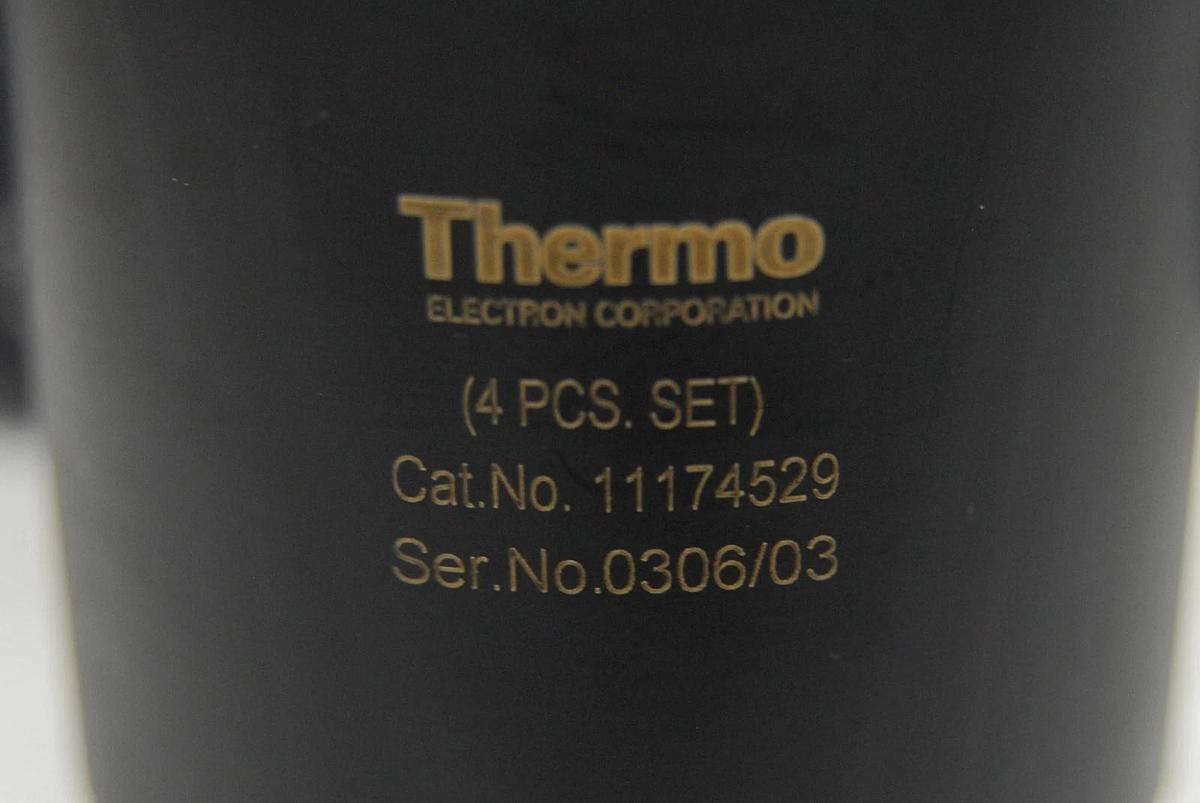 Thermo
ELECTRON CORPORATION
(4 PCS. SET)
Cat.No. 11174529
Ser.No.0306/03